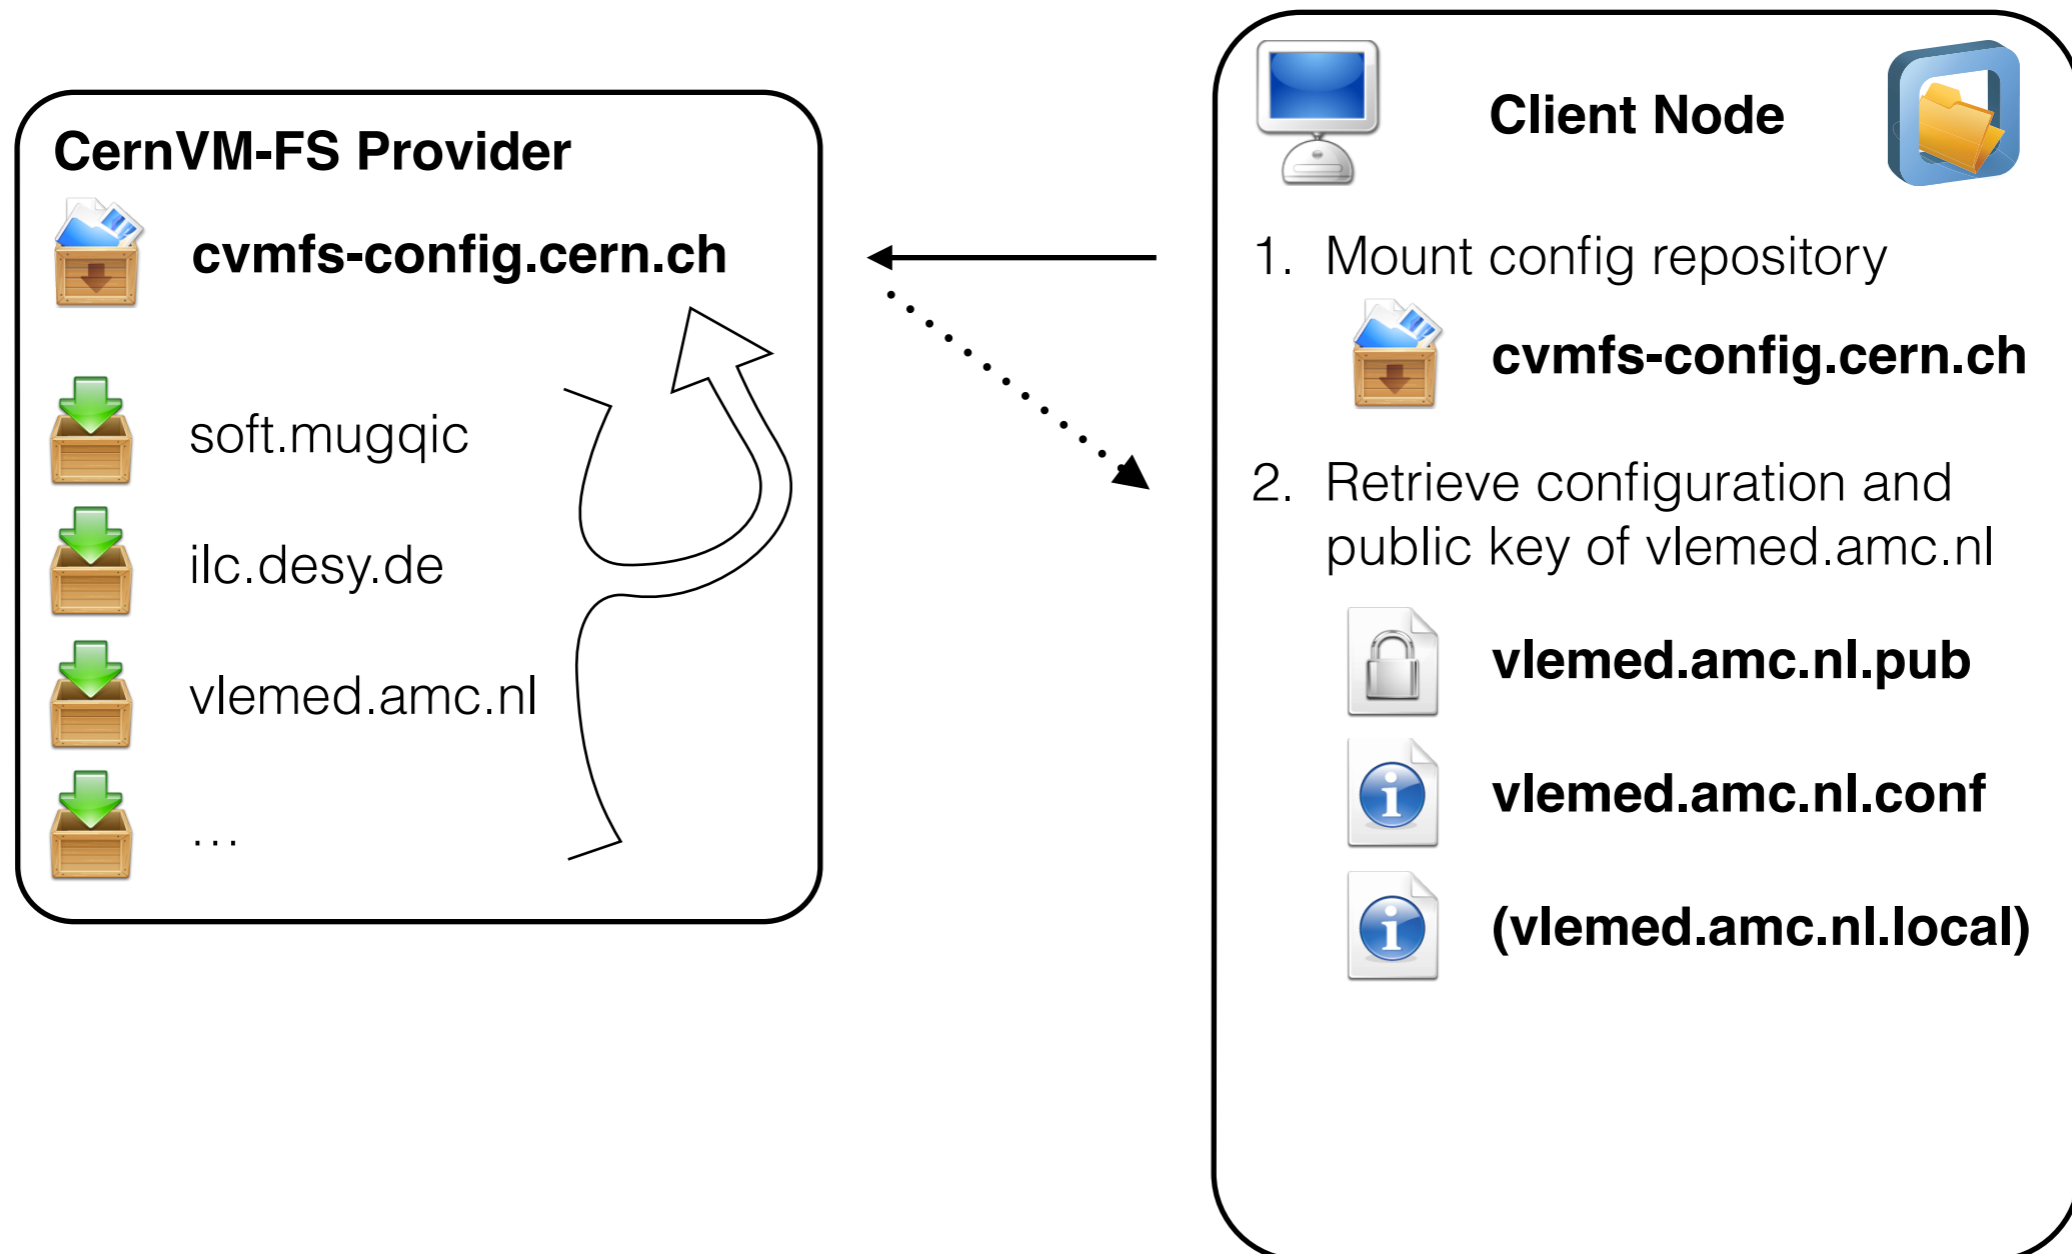 CernVM-FS Provider
cvmfs-config.cern.ch
soft.mugqic
ilc.desy.de
vlemed.amc.nl
...
Client Node
1. Mount config repository
cvmfs-config.cern.ch
2. Retrieve configuration and
public key of vlemed.amc.nl
vlemed.amc.nl.pub
vlemed.amc.nl.conf
(vlemed.amc.nl.local)